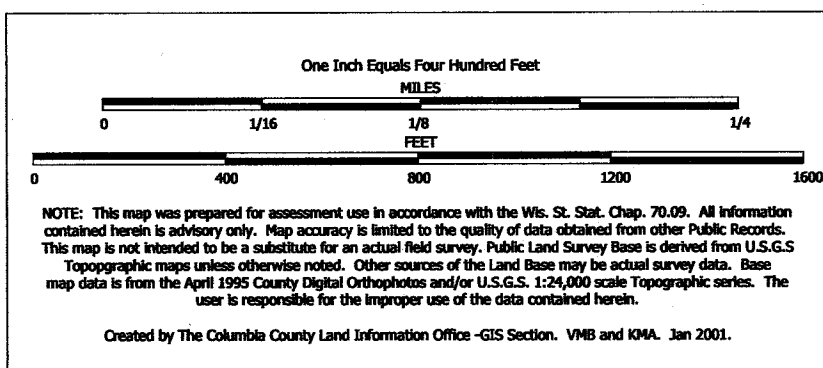 One Inch Equals Four Hundred Feet
MILES
0 1/16 1/8 1/4
FEET
0 400 800 1200 1600
NOTE: This map was prepared for assessment use in accordance with the Wis. St. Stat. Chap. 70.09. All information
contained herein is advisory only. Map accuracy is limited to the quality of data obtained from other Public Records.
This map is not intended to be a substitute for an actual field survey. Public Land Survey Base is derived from U.S.G.S
Topopgraphic maps unless otherwise noted. Other sources of the Land Base may be actual survey data. Base
map data is from the April 1995 County Digital Orthophotos and/or U.S.G.S. 1:24,000 scale Topographic series. The
user is responsible for the improper use of the data contained herein.
Created by The Columbia County Land Information Office -GIS Section. VMB and KMA. Jan 2001.